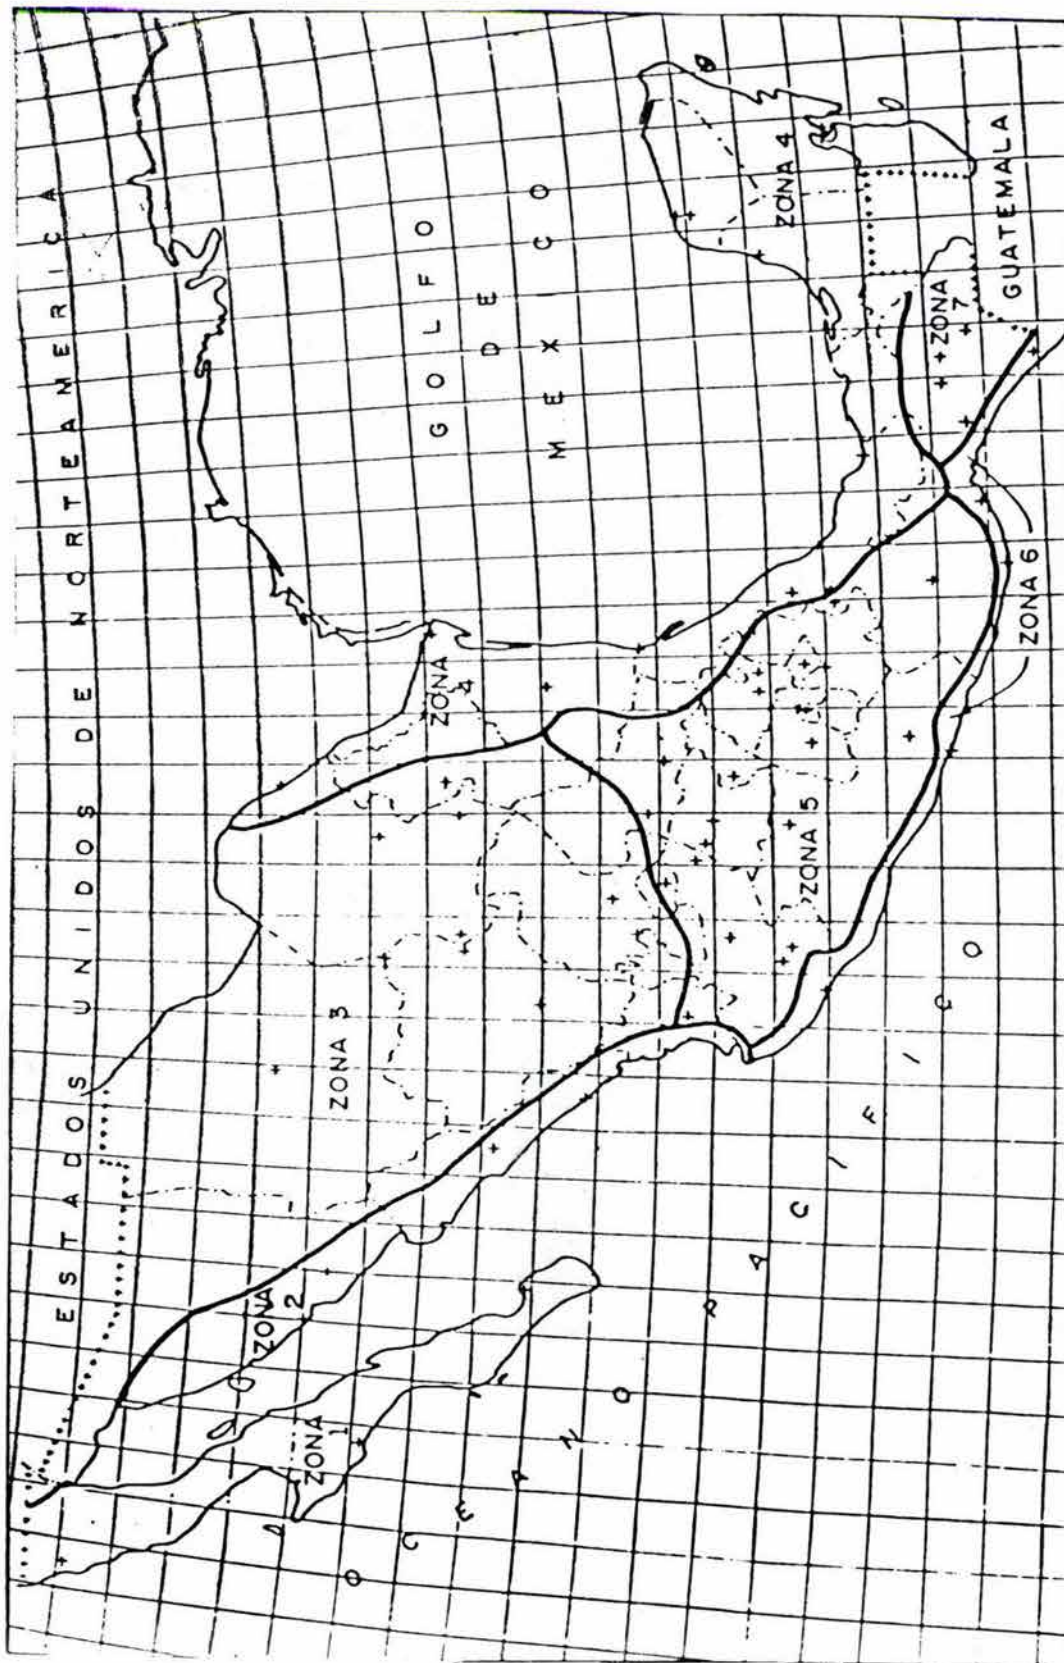 ESTADOS UNIDOS DE NORTEAMERICA
GOLFO
DE
MEXICO
ZONA
1
ZONA
2
ZONA 3
ZONA
4
ZONA 4
ZONA 5
ZONA 6
ZONA
7
GUATEMALA
OCEANO PACIFICO